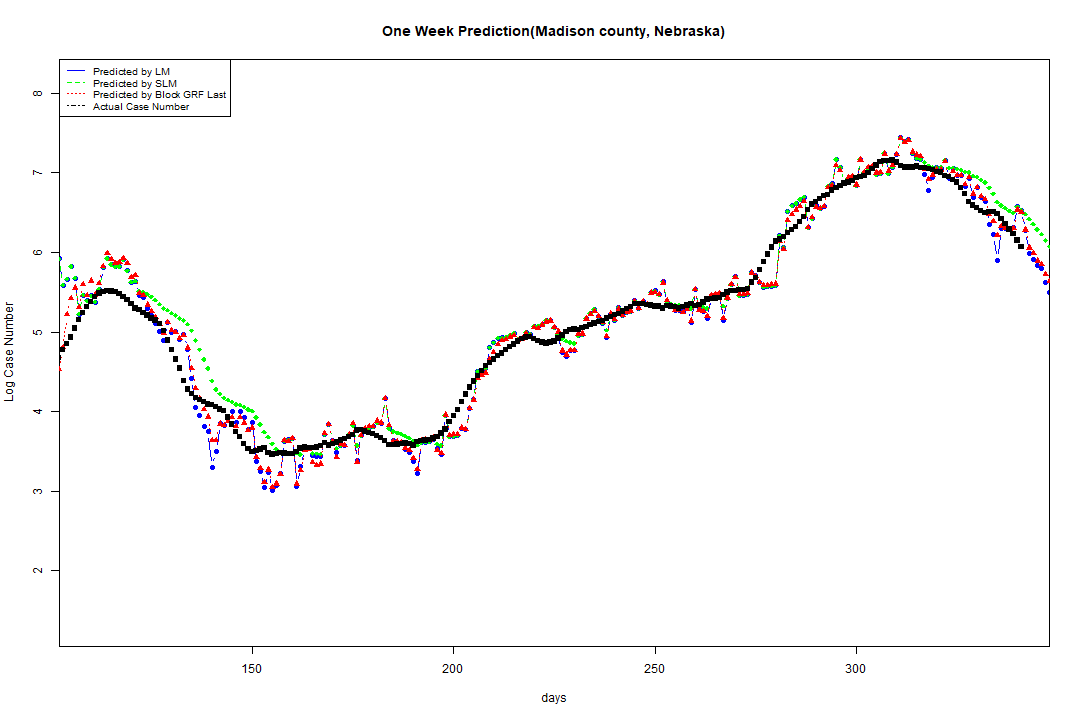 One Week Prediction(Madison county, Nebraska)
Predicted by LM
Predicted by SLM
Predicted by Block GRF Last
Actual Case Number
Log Case Number
8
7
6
5
4
3
2
150 200 250 300
days